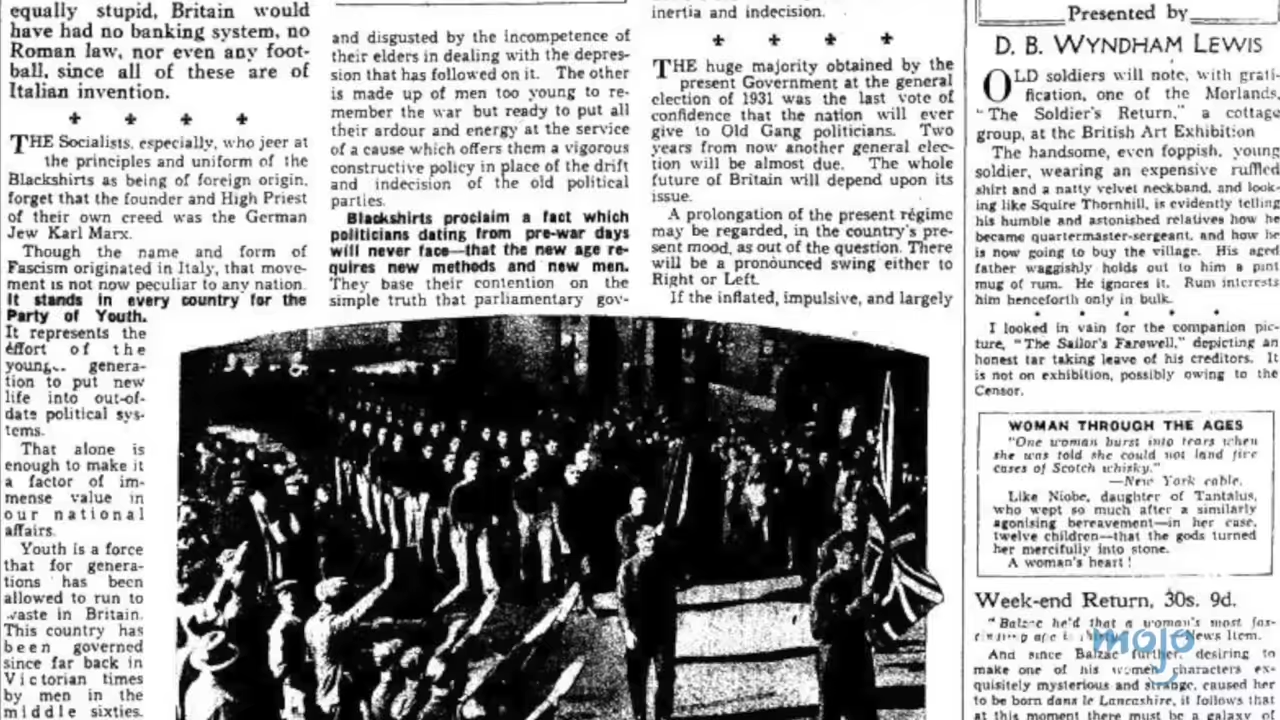 equally stupid, Britain would
have had no banking system, no
Roman law, nor even any foot-
ball, since all of these are of
Italian invention.
THE Socialists, especially, who jeer at
the principles and uniform of the
Blackshirts as being of foreign origin,
forget that the founder and High Priest
of their own creed was the German
Jew Karl Marx.
Though the name and form of
Fascism originated in Italy, that move-
ment is not now peculiar to any nation.
It stands in every country for the
Party of Youth.
It represents the
effort of the
young genera-
tion to put new
life into out-of-
date political sys-
tems.
That alone is
enough to make it
a factor of im-
mense value in
our national
affairs.
Youth is a force
that for genera-
tions has been
allowed to run to
waste in Britain.
This country has
been governed
since far back in
Victorian times
by men in the
middle sixties.
and disgusted by the incompetence of
their elders in dealing with the depres-
sion that has followed on it. The other
is made up of men too young to re-
member the war but ready to put all
their ardour and energy at the service
of a cause which offers them a vigorous
constructive policy in place of the drift
and indecision of the old political
parties.
Blackshirts proclaim a fact which
politicians dating from pre-war days
will never face—that the new age re-
quires new methods and new men.
They base their contention on the
simple truth that parliamentary gov-
inertia and indecision.
THE huge majority obtained by the
present Government at the general
election of 1931 was the last vote of
confidence that the nation will ever
give to Old Gang politicians. Two
years from now another general elec-
tion will be almost due. The whole
future of Britain will depend upon its
issue.
A prolongation of the present régime
may be regarded, in the country's pre-
sent mood, as out of the question. There
will be a pronounced swing either to
Right or Left.
If the inflated, impulsive, and largely
Presented by
D. B. WYNDHAM LEWIS
OLD soldiers will note, with grati-
fication, one of the Morlands,
"The Soldier's Return," a cottage
group, at the British Art Exhibition
The handsome, even foppish, young
soldier, wearing an expensive ruffled
shirt and a natty velvet neckband, and look-
ing like Squire Thornhill, is evidently telling
his humble and astonished relatives how he
became quartermaster-sergeant, and how he
is now going to buy the village. His aged
father waggishly holds out to him a pint
mug of rum. He ignores it. Rum interests
him henceforth only in bulk.
I looked in vain for the companion pic-
ture, "The Sailor's Farewell," depicting an
honest tar taking leave of his creditors. It
is not on exhibition, possibly owing to the
Censor.
WOMAN THROUGH THE AGES
"One woman burst into tears when
she was told she could not land five
cases of Scotch whisky."
—New York cable.
Like Niobe, daughter of Tantalus,
who wept so much after a similarly
agonising bereavement—in her case,
twelve children—that the gods turned
her mercifully into stone.
A woman's heart!
Week-end Return, 30s. 9d.
"Balzac held that a woman's most fas-
News Item.
mojo
And since Balzac further, desiring to
make one of his women characters ex-
quisitely mysterious and strange, caused her
to be born dans le Lancashire, it follows that
at this moment there must be a galaxy of